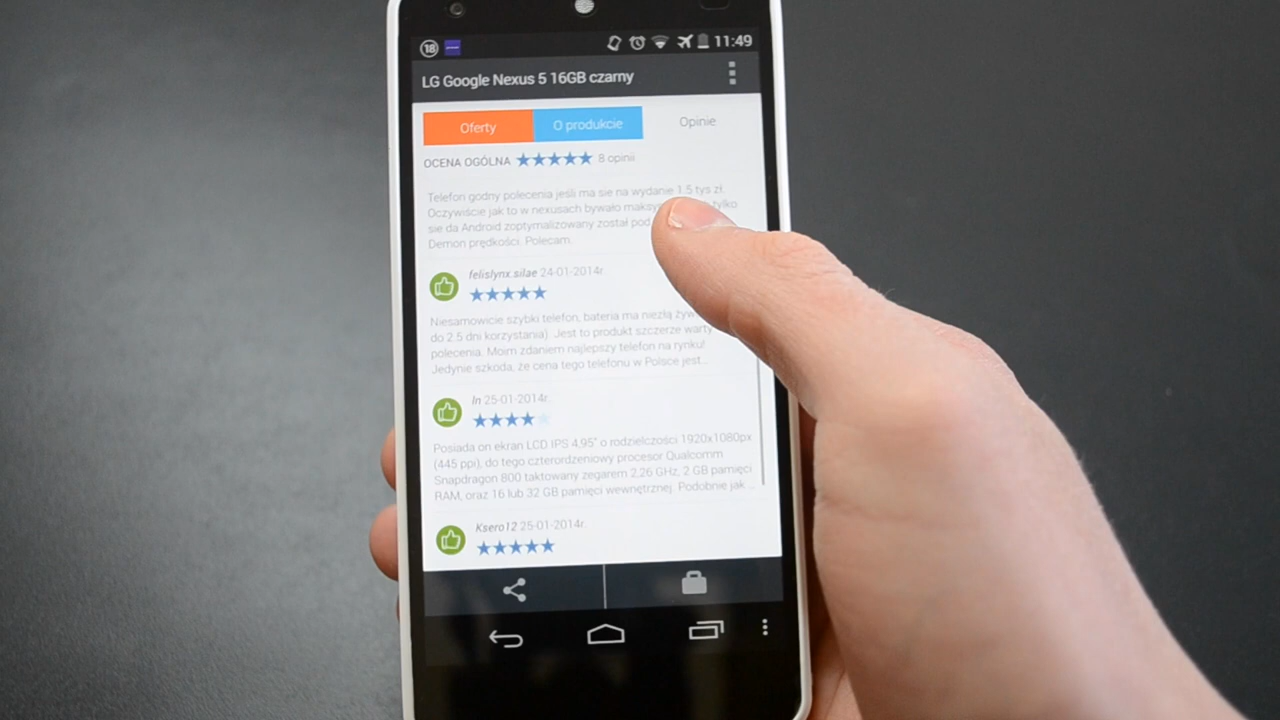 18
11:49
LG Google Nexus 5 16GB czarny
Oferty O produkcie Opinie
OCENA OGÓLNA 8 opinii
Telefon godny polecenia jeśli ma sie na wydanie 1.5 tys zł.
Oczywiście jak to w nexusach bywało tylko
sie da Android zoptymalizowany został pod
Demon prędkości. Polecam.
felislynx.silae 24-01-2014r.
Niesamowicie szybki telefon, bateria ma niezłą
do 2.5 dni korzystania). Jest to produkt szczerze warty
polecenia. Moim zdaniem najlepszy telefon na rynku!
Jedynie szkoda, że cena tego telefonu w Polsce jest...
In 25-01-2014r.
Posiada on ekran LCD IPS 4,95" o rodzielczości 1920x1080px
(445 ppi), do tego czterordzeniowy procesor Qualcomm
Snapdragon 800 taktowany zegarem 2,26 GHz, 2 GB pamięci
RAM, oraz 16 lub 32 GB pamięci wewnętrznej. Podobnie jak ...
Ksero12 25-01-2014r.